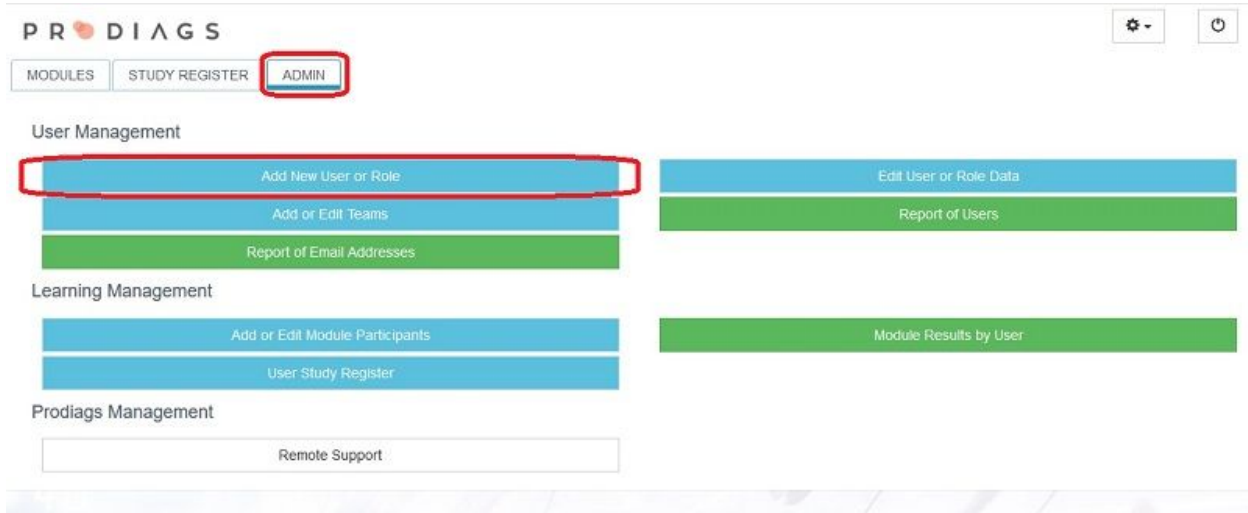 PRODIAGS
MODULES STUDY REGISTER ADMIN
User Management
Add New User or Role Edit User or Role Data
Add or Edit Teams Report of Users
Report of Email Addresses
Learning Management
Add or Edit Module Participants Module Results by User
User Study Register
Prodiags Management
Remote Support